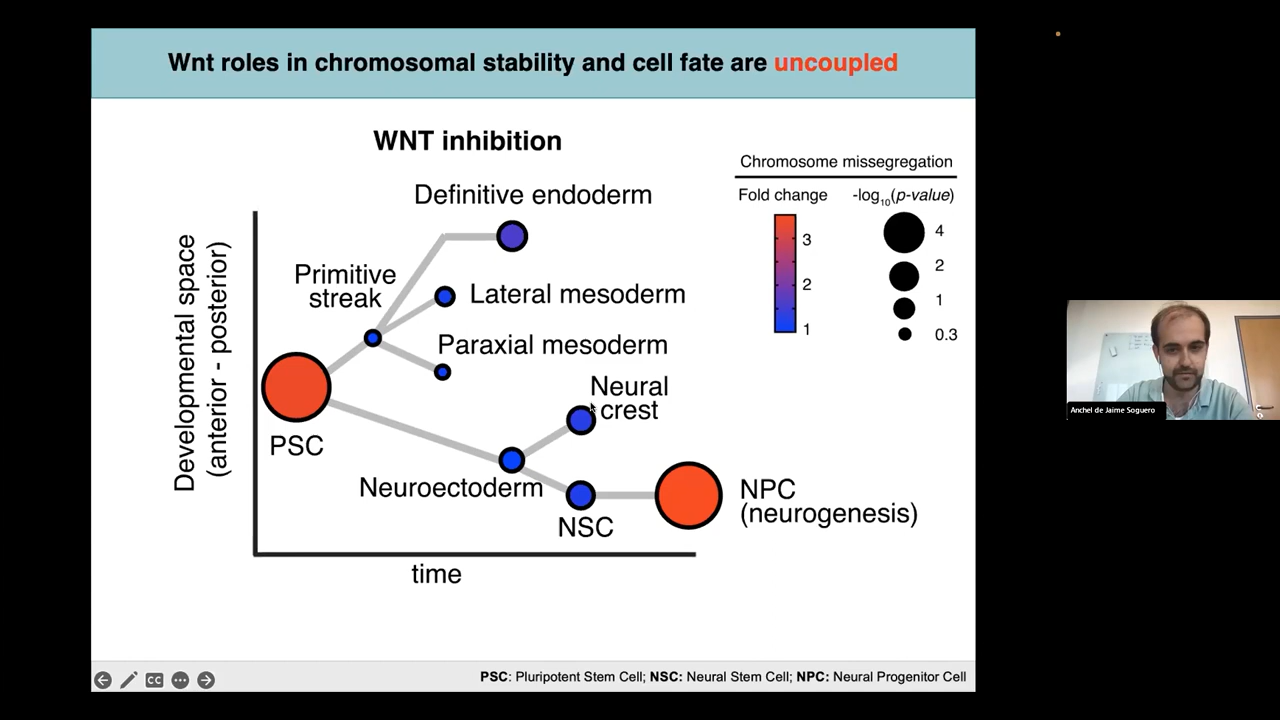 Wnt roles in chromosomal stability and cell fate are uncoupled
WNT inhibition
Chromosome missegregation
Fold change
-log10(p-value)
3
2
1
4
2
1
0.3
Developmental space
(anterior - posterior)
Definitive endoderm
Primitive
streak
Lateral mesoderm
Paraxial mesoderm
Neural
crest
PSC
Neuroectoderm
NSC
NPC
(neurogenesis)
time
Anchel de Jaime Soguero
CC
PSC: Pluripotent Stem Cell; NSC: Neural Stem Cell; NPC: Neural Progenitor Cell